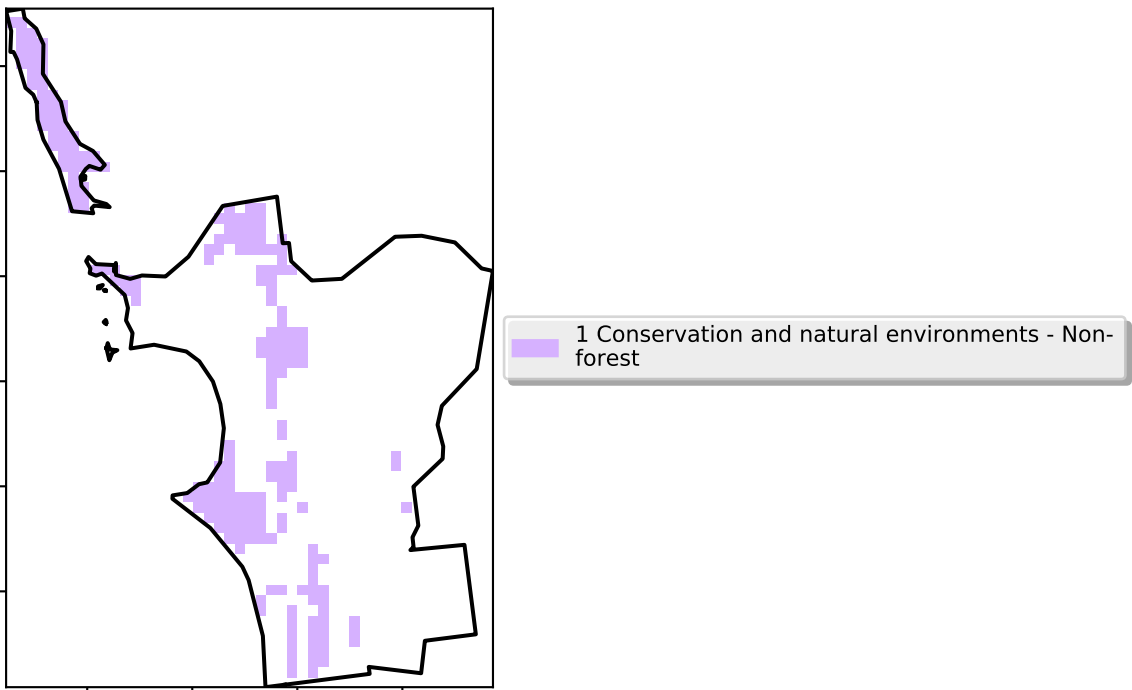 1 Conservation and natural environments - Non-
forest